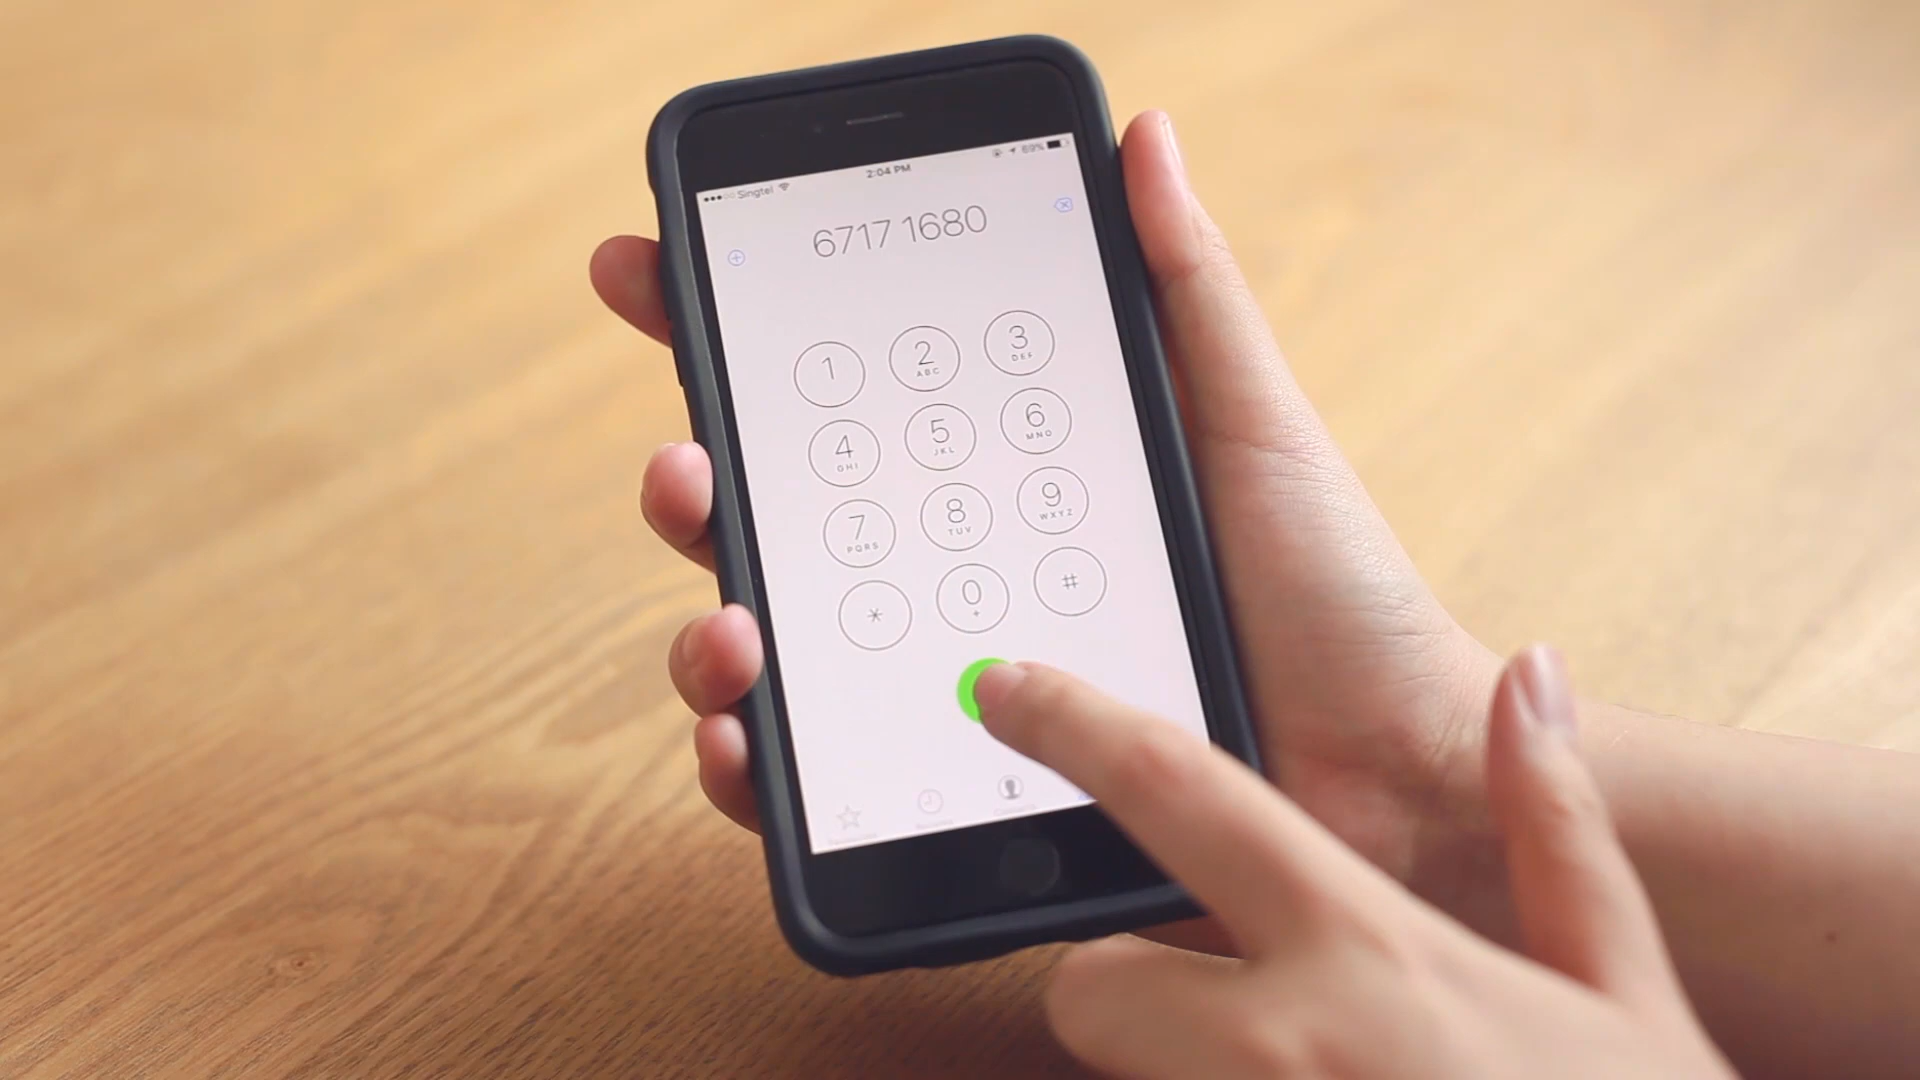 Singtel 2:04 PM 69%
6717 1680
1 2 3
ABC DEF
4 5 6
GHI JKL MNO
7 8 9
PQRS TUV WXYZ
* 0 #
+